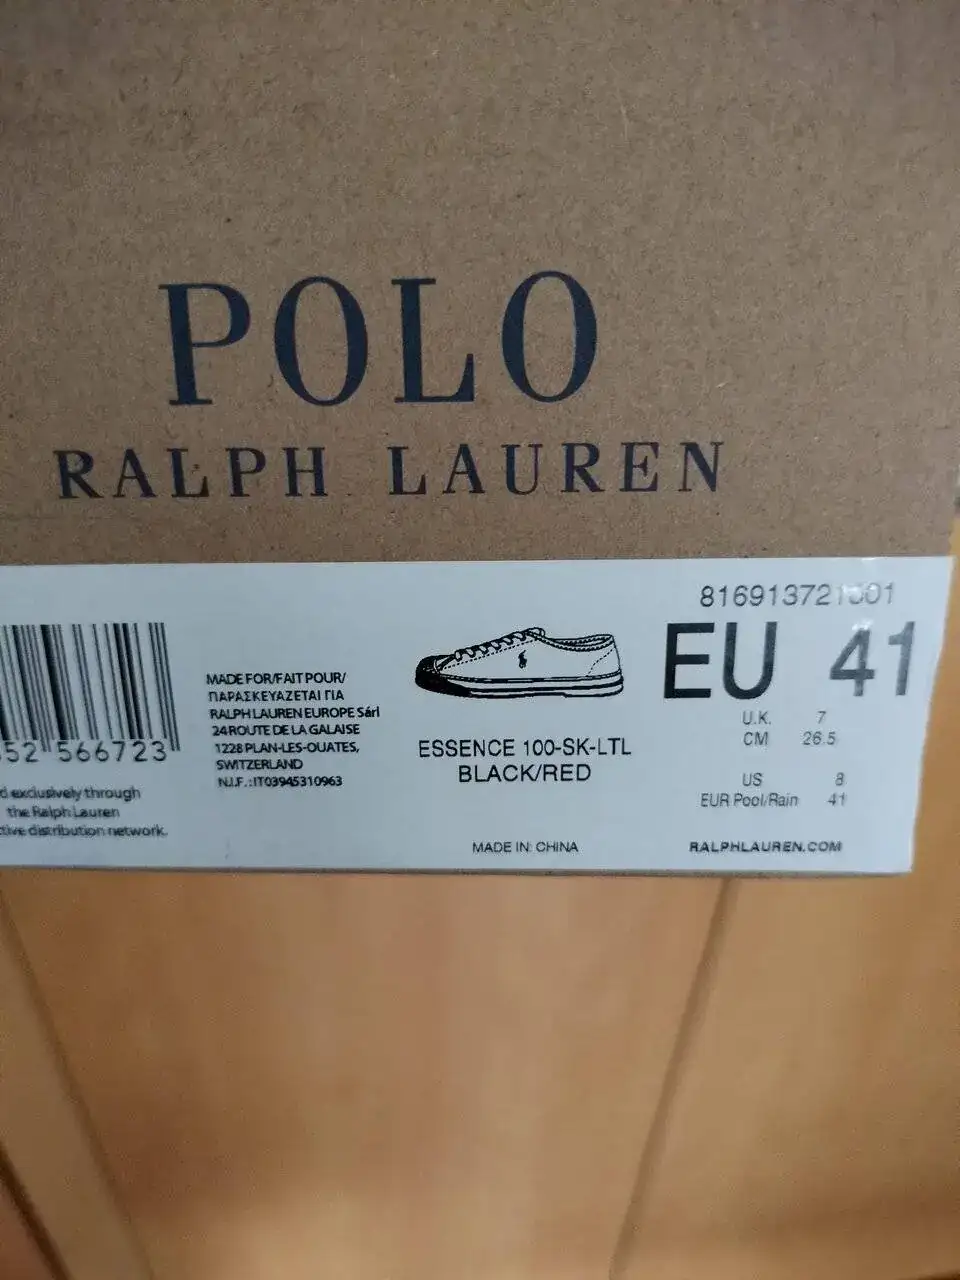 POLO
RALPH LAUREN
52 566723
d exclusively through
the Ralph Lauren
tive distribution network.
MADE FOR/FAIT POUR/
ΠΑΡΑΣΚΕΥΑΖΕΤΑΙ ΓΙΑ
RALPH LAUREN EUROPE Sárl
24 ROUTE DE LA GALAISE
1228 PLAN-LES-OUATES,
SWITZERLAND
N.I.F.:IT03945310963
ESSENCE 100-SK-LTL
BLACK/RED
MADE IN: CHINA
816913721001
EU 41
U.K. 7
CM 26.5
US 8
EUR Pool/Rain 41
RALPHLAUREN.COM